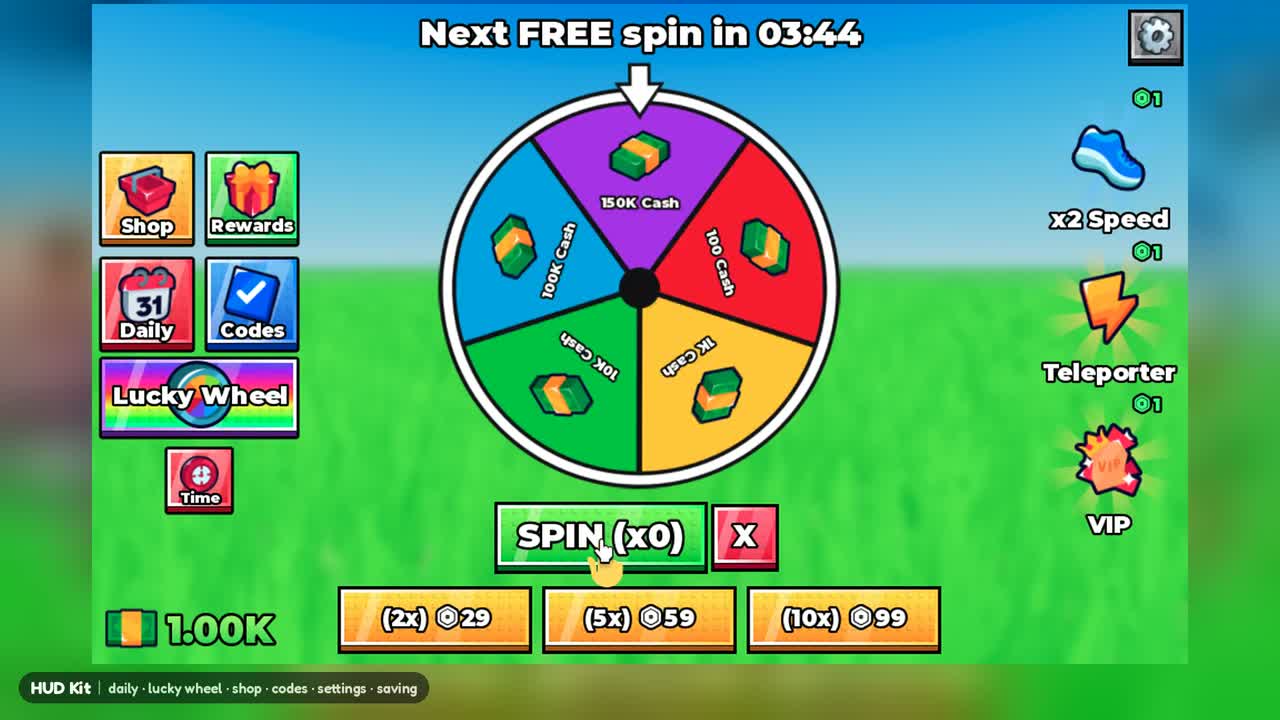 Next FREE spin in 03:44
1
150K Cash
100 Cash
1K Cash
10K Cash
100K Cash
Shop
Rewards
31
Daily
Codes
Lucky Wheel
Time
x2 Speed
1
Teleporter
1
VIP
VIP
SPIN (x0)
X
(2x) 29
(5x) 59
(10x) 99
1.00K
HUD Kit | daily · lucky wheel · shop · codes · settings · saving